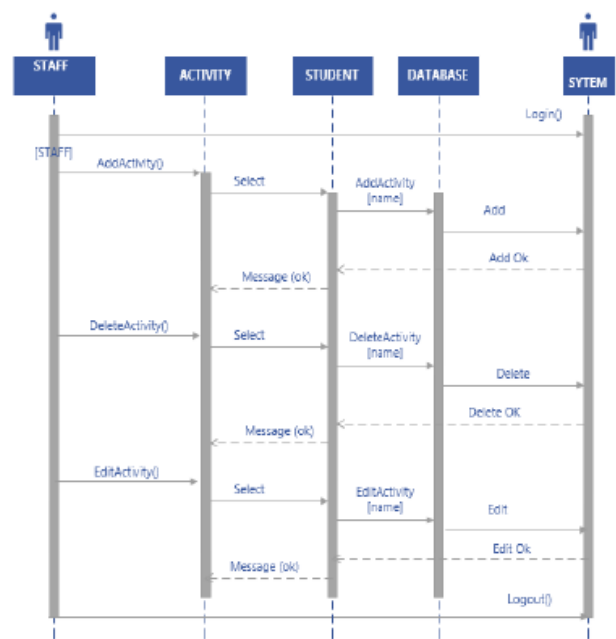 STAFF
ACTIVITY
STUDENT
DATABASE
SYTEM
Login()
[STAFF]
AddActivity()
Select
AddActivity
[name]
Add
Add Ok
Message (ok)
DeleteActivity()
Select
DeleteActivity
[name]
Delete
Delete OK
Message (ok)
EditActivity()
Select
EditActivity
[name]
Edit
Edit Ok
Message (ok)
Logout()